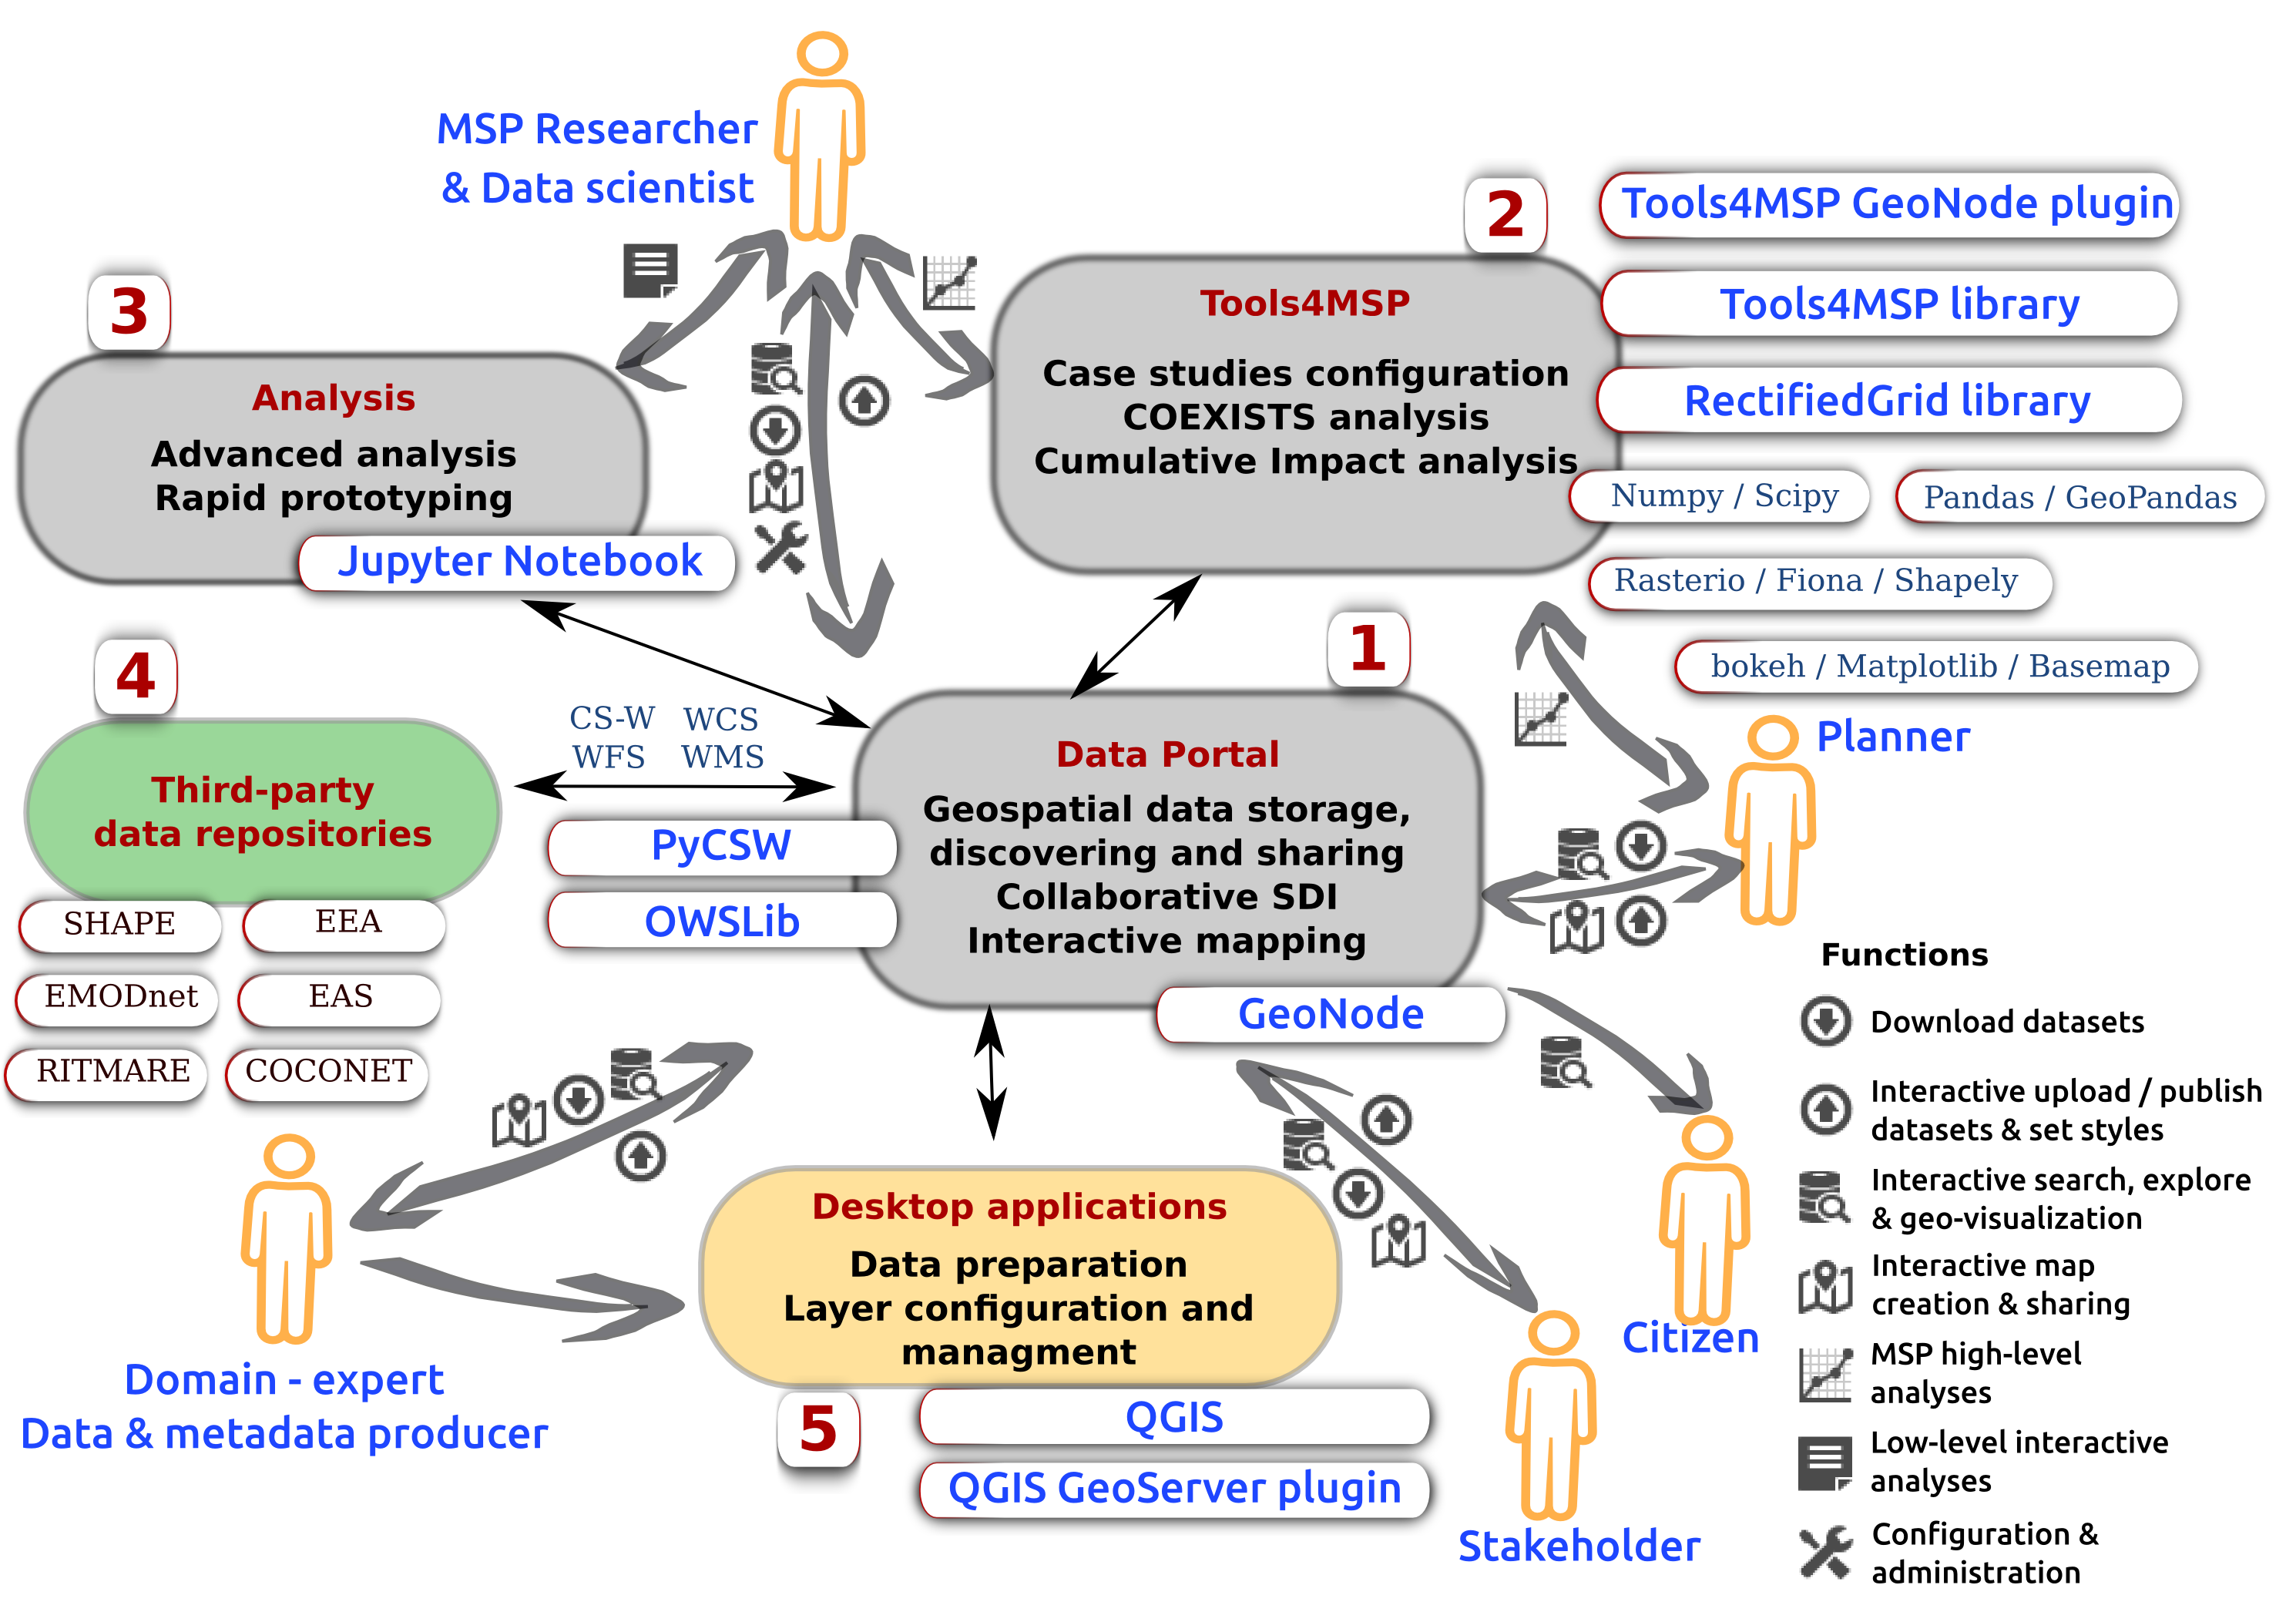 MSP Researcher
& Data scientist
2
Tools4MSP GeoNode plugin
Tools4MSP library
RectifiedGrid library
Numpy / Scipy
Pandas / GeoPandas
Rasterio / Fiona / Shapely
bokeh / Matplotlib / Basemap
Tools4MSP
Case studies configuration
COEXISTS analysis
Cumulative Impact analysis
3
Analysis
Advanced analysis
Rapid prototyping
Jupyter Notebook
4
Third-party
data repositories
SHAPE
EEA
EMODnet
EAS
RITMARE
COCONET
CS-W WCS
WFS WMS
PyCSW
OWSLib
1
Data Portal
Geospatial data storage,
discovering and sharing
Collaborative SDI
Interactive mapping
GeoNode
Planner
Domain - expert
Data & metadata producer
Desktop applications
Data preparation
Layer configuration and
managment
5
QGIS
QGIS GeoServer plugin
Stakeholder
Citizen
Functions
Download datasets
Interactive upload / publish
datasets & set styles
Interactive search, explore
& geo-visualization
Interactive map
creation & sharing
MSP high-level
analyses
Low-level interactive
analyses
Configuration &
administration